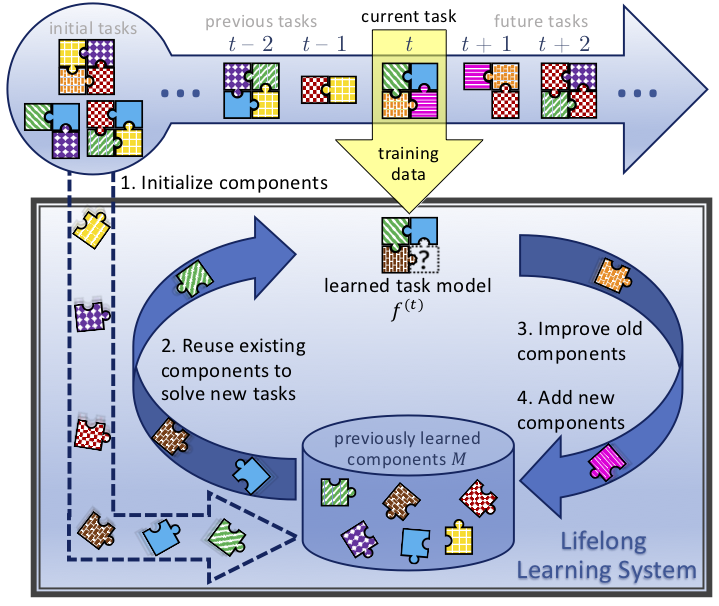 initial tasks
previous tasks
current task
future tasks
t − 2
t − 1
t
t + 1
t + 2
training
data
1. Initialize components
?
learned task model
f^(t)
2. Reuse existing
components to
solve new tasks
3. Improve old
components
4. Add new
components
previously learned
components M
Lifelong
Learning System